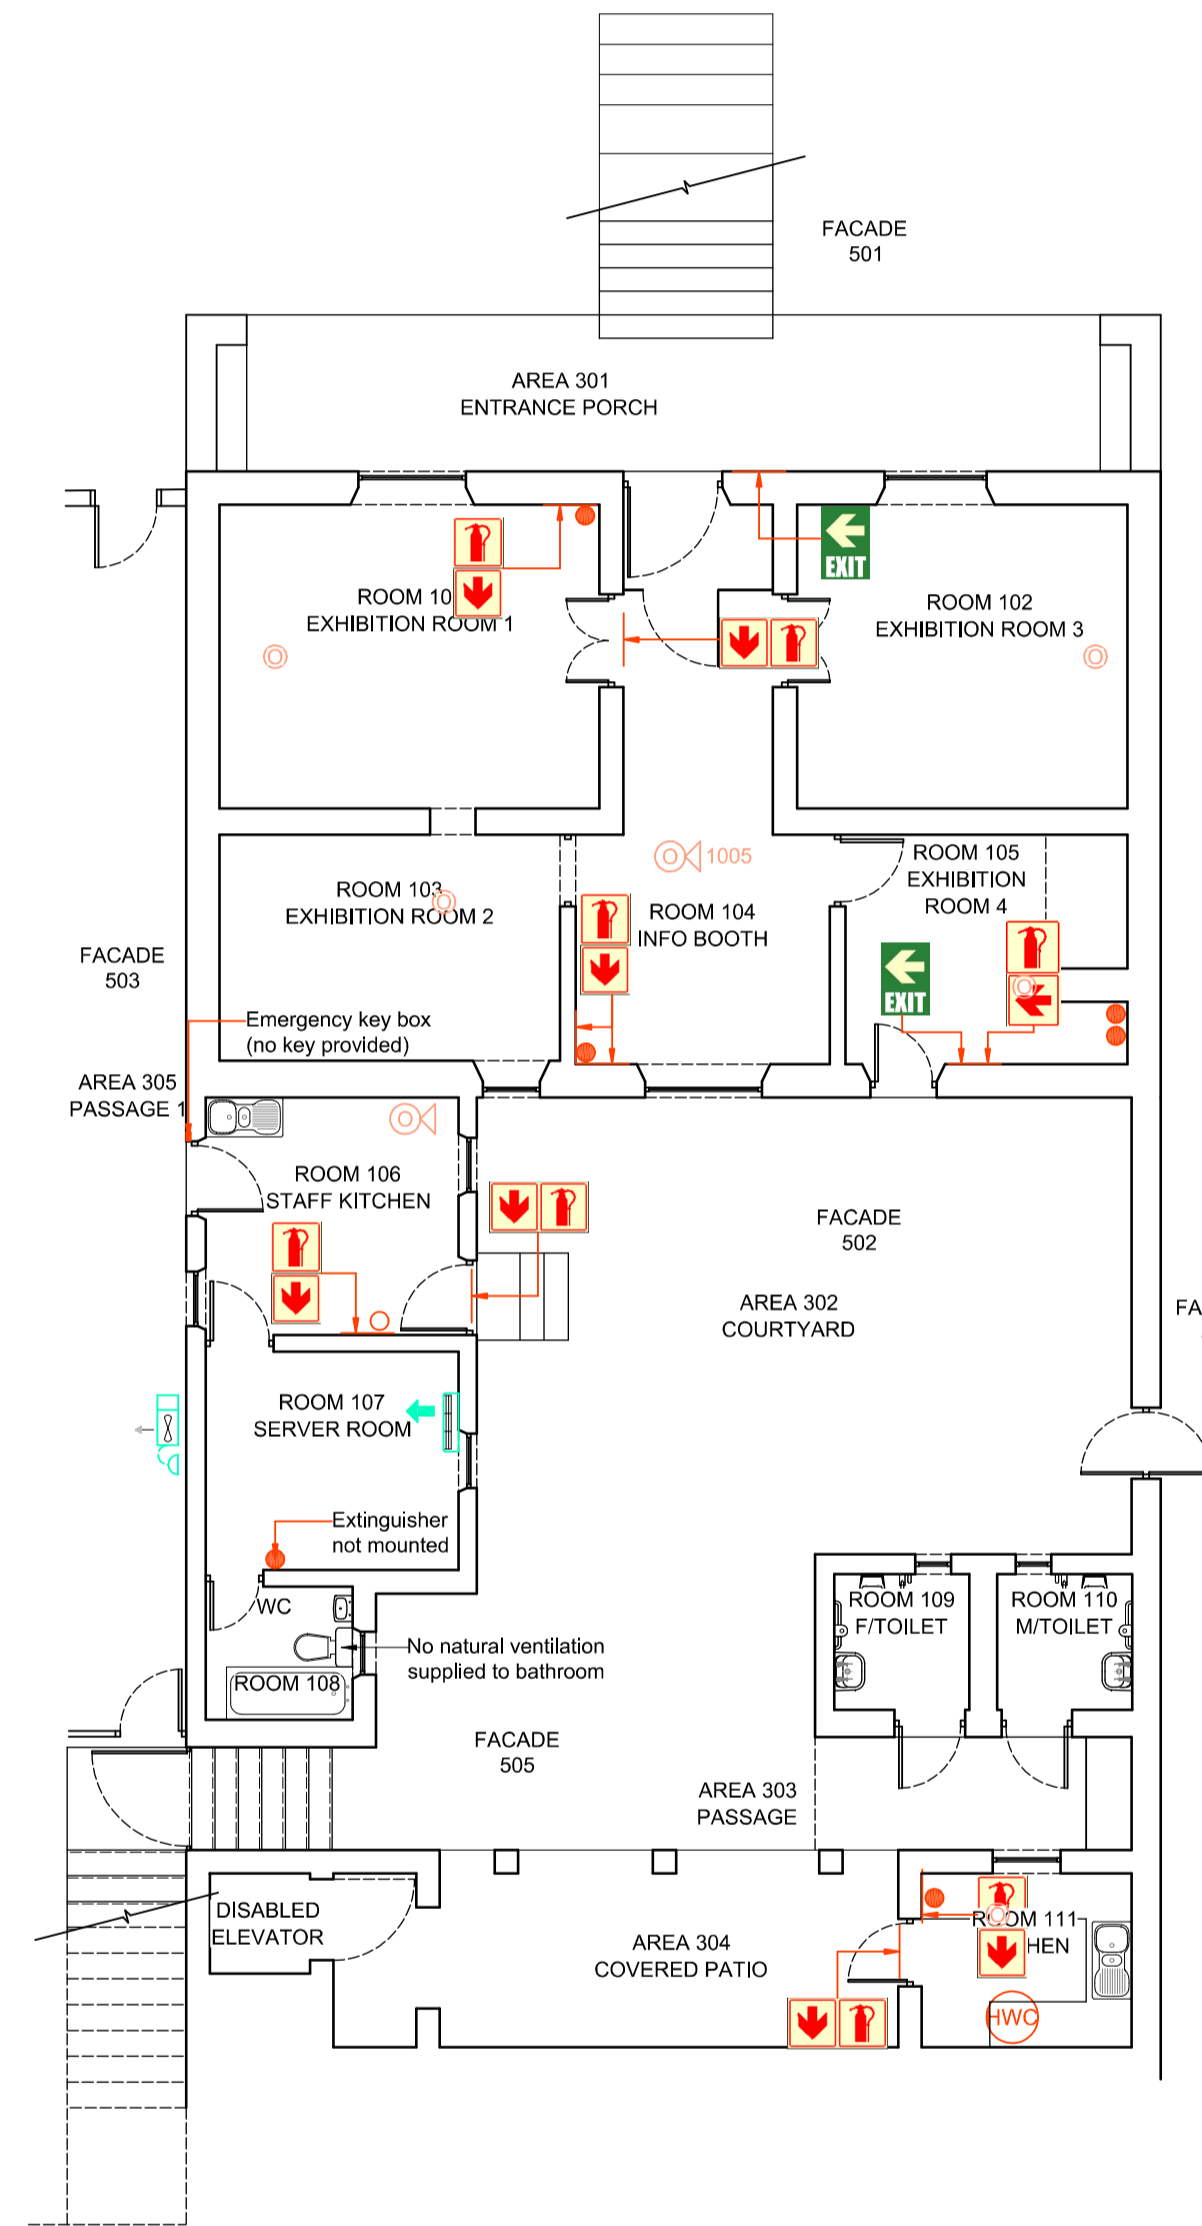 FACADE
501
AREA 301
ENTRANCE PORCH
EXIT
ROOM 10
EXHIBITION ROOM 1
ROOM 102
EXHIBITION ROOM 3
1005
ROOM 105
EXHIBITION
ROOM 4
ROOM 103
EXHIBITION ROOM 2
ROOM 104
INFO BOOTH
FACADE
503
EXIT
Emergency key box
(no key provided)
AREA 305
PASSAGE 1
ROOM 106
STAFF KITCHEN
FACADE
502
AREA 302
COURTYARD
FA
ROOM 107
SERVER ROOM
Extinguisher
not mounted
WC
ROOM 109
F/TOILET
ROOM 110
M/TOILET
No natural ventilation
supplied to bathroom
ROOM 108
FACADE
505
AREA 303
PASSAGE
DISABLED
ELEVATOR
AREA 304
COVERED PATIO
111
HEN
HWC